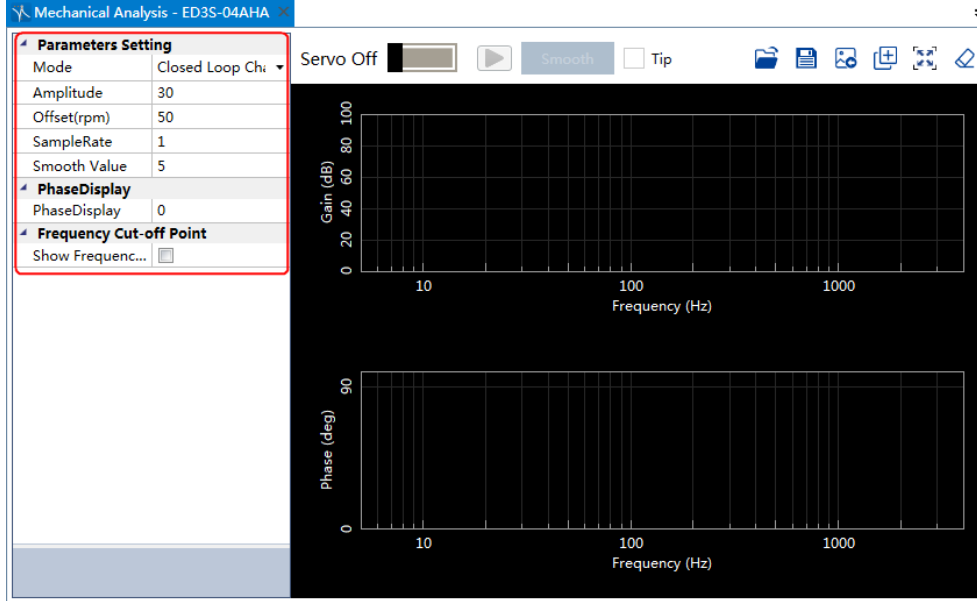 Mechanical Analysis - ED3S-04AHA
Parameters Setting
Mode Closed Loop Cha
Amplitude 30
Offset(rpm) 50
SampleRate 1
Smooth Value 5
PhaseDisplay
PhaseDisplay 0
Frequency Cut-off Point
Show Frequenc...
Servo Off Smooth Tip
Gain (dB)
100
80
60
40
20
0
10 100 1000
Frequency (Hz)
Phase (deg)
90
0
10 100 1000
Frequency (Hz)